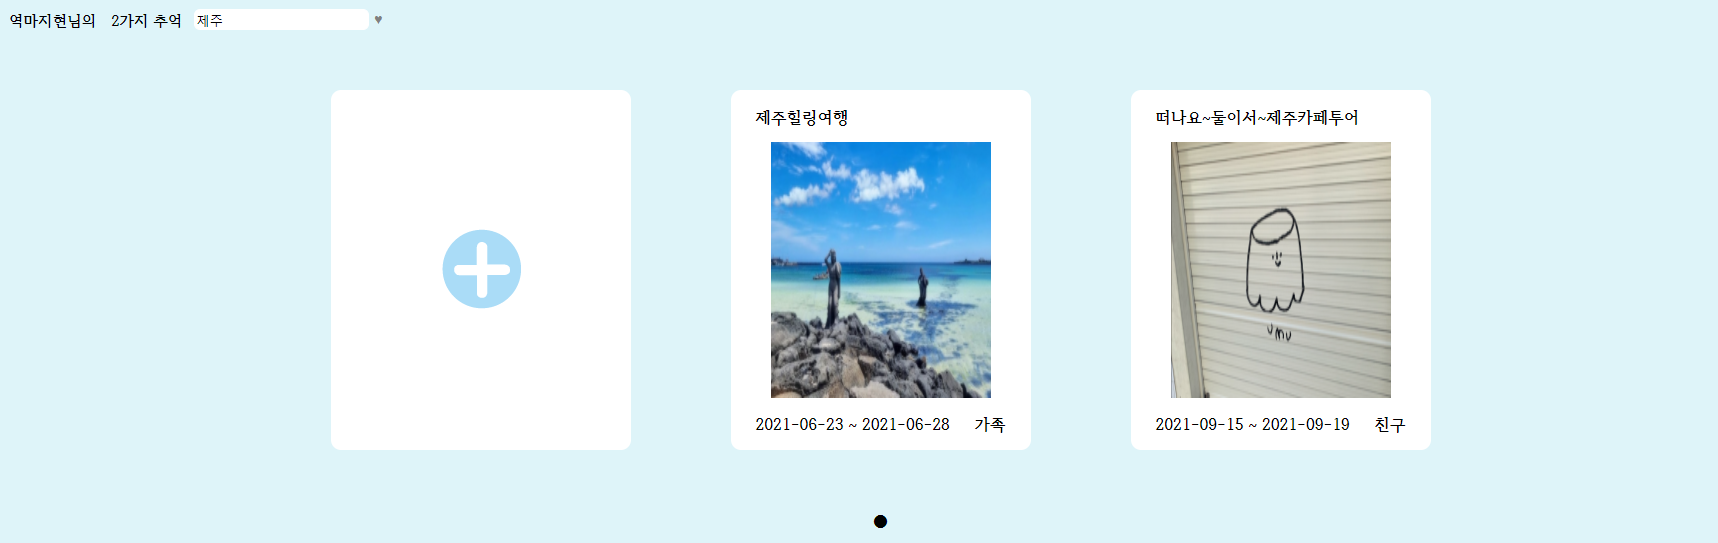 역마지현님의 2가지 추억 제주 ♥
제주힐링여행
2021-06-23 ~ 2021-06-28 가족
떠나요~둘이서~제주카페투어
umu
2021-09-15 ~ 2021-09-19 친구